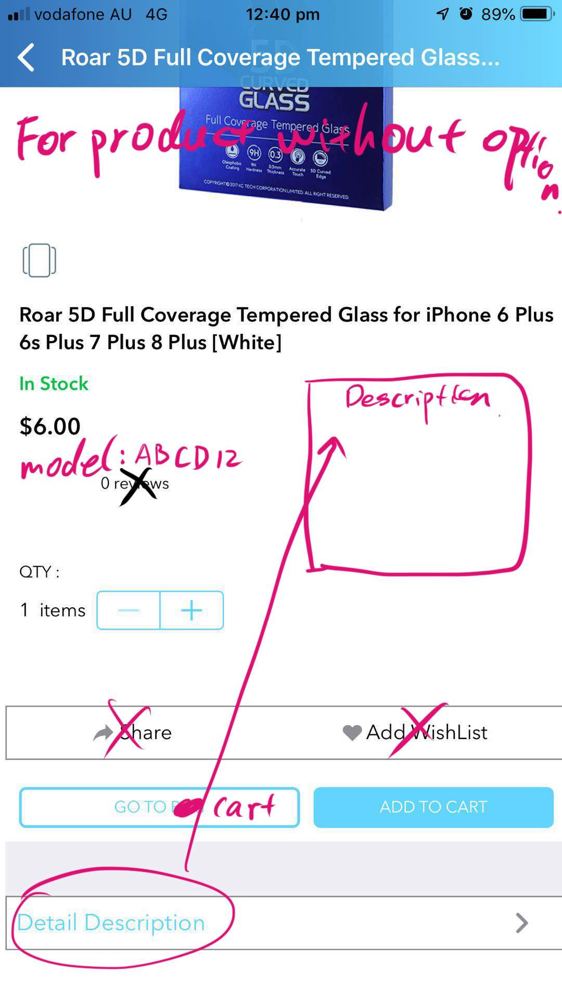 vodafone AU 4G 12:40 pm 89%
Roar 5D Full Coverage Tempered Glass...
5D
CURVED
GLASS
Full Coverage Tempered Glass
For product without option.
9H 0.3
Oleophobic Coating
9H Hardness
0.3mm Thickness
Accurate Touch
5D Curved Edge
COPYRIGHT© 2017 KC TECH CORPORATION LIMITED. ALL RIGHT RESERVED.
Roar 5D Full Coverage Tempered Glass for iPhone 6 Plus
6s Plus 7 Plus 8 Plus [White]
In Stock
Description
$6.00
model: ABCD12
0 reviews
QTY :
1 items
Share
Add WishList
GO TO
cart
ADD TO CART
Detail Description